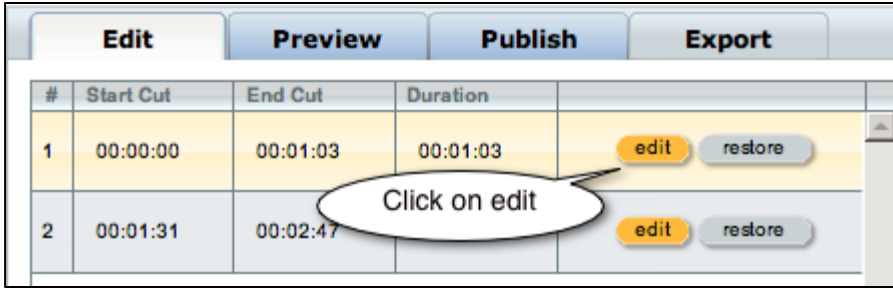 Edit Preview Publish Export
# Start Cut End Cut Duration
1 00:00:00 00:01:03 00:01:03 edit restore
Click on edit
2 00:01:31 00:02:47 edit restore